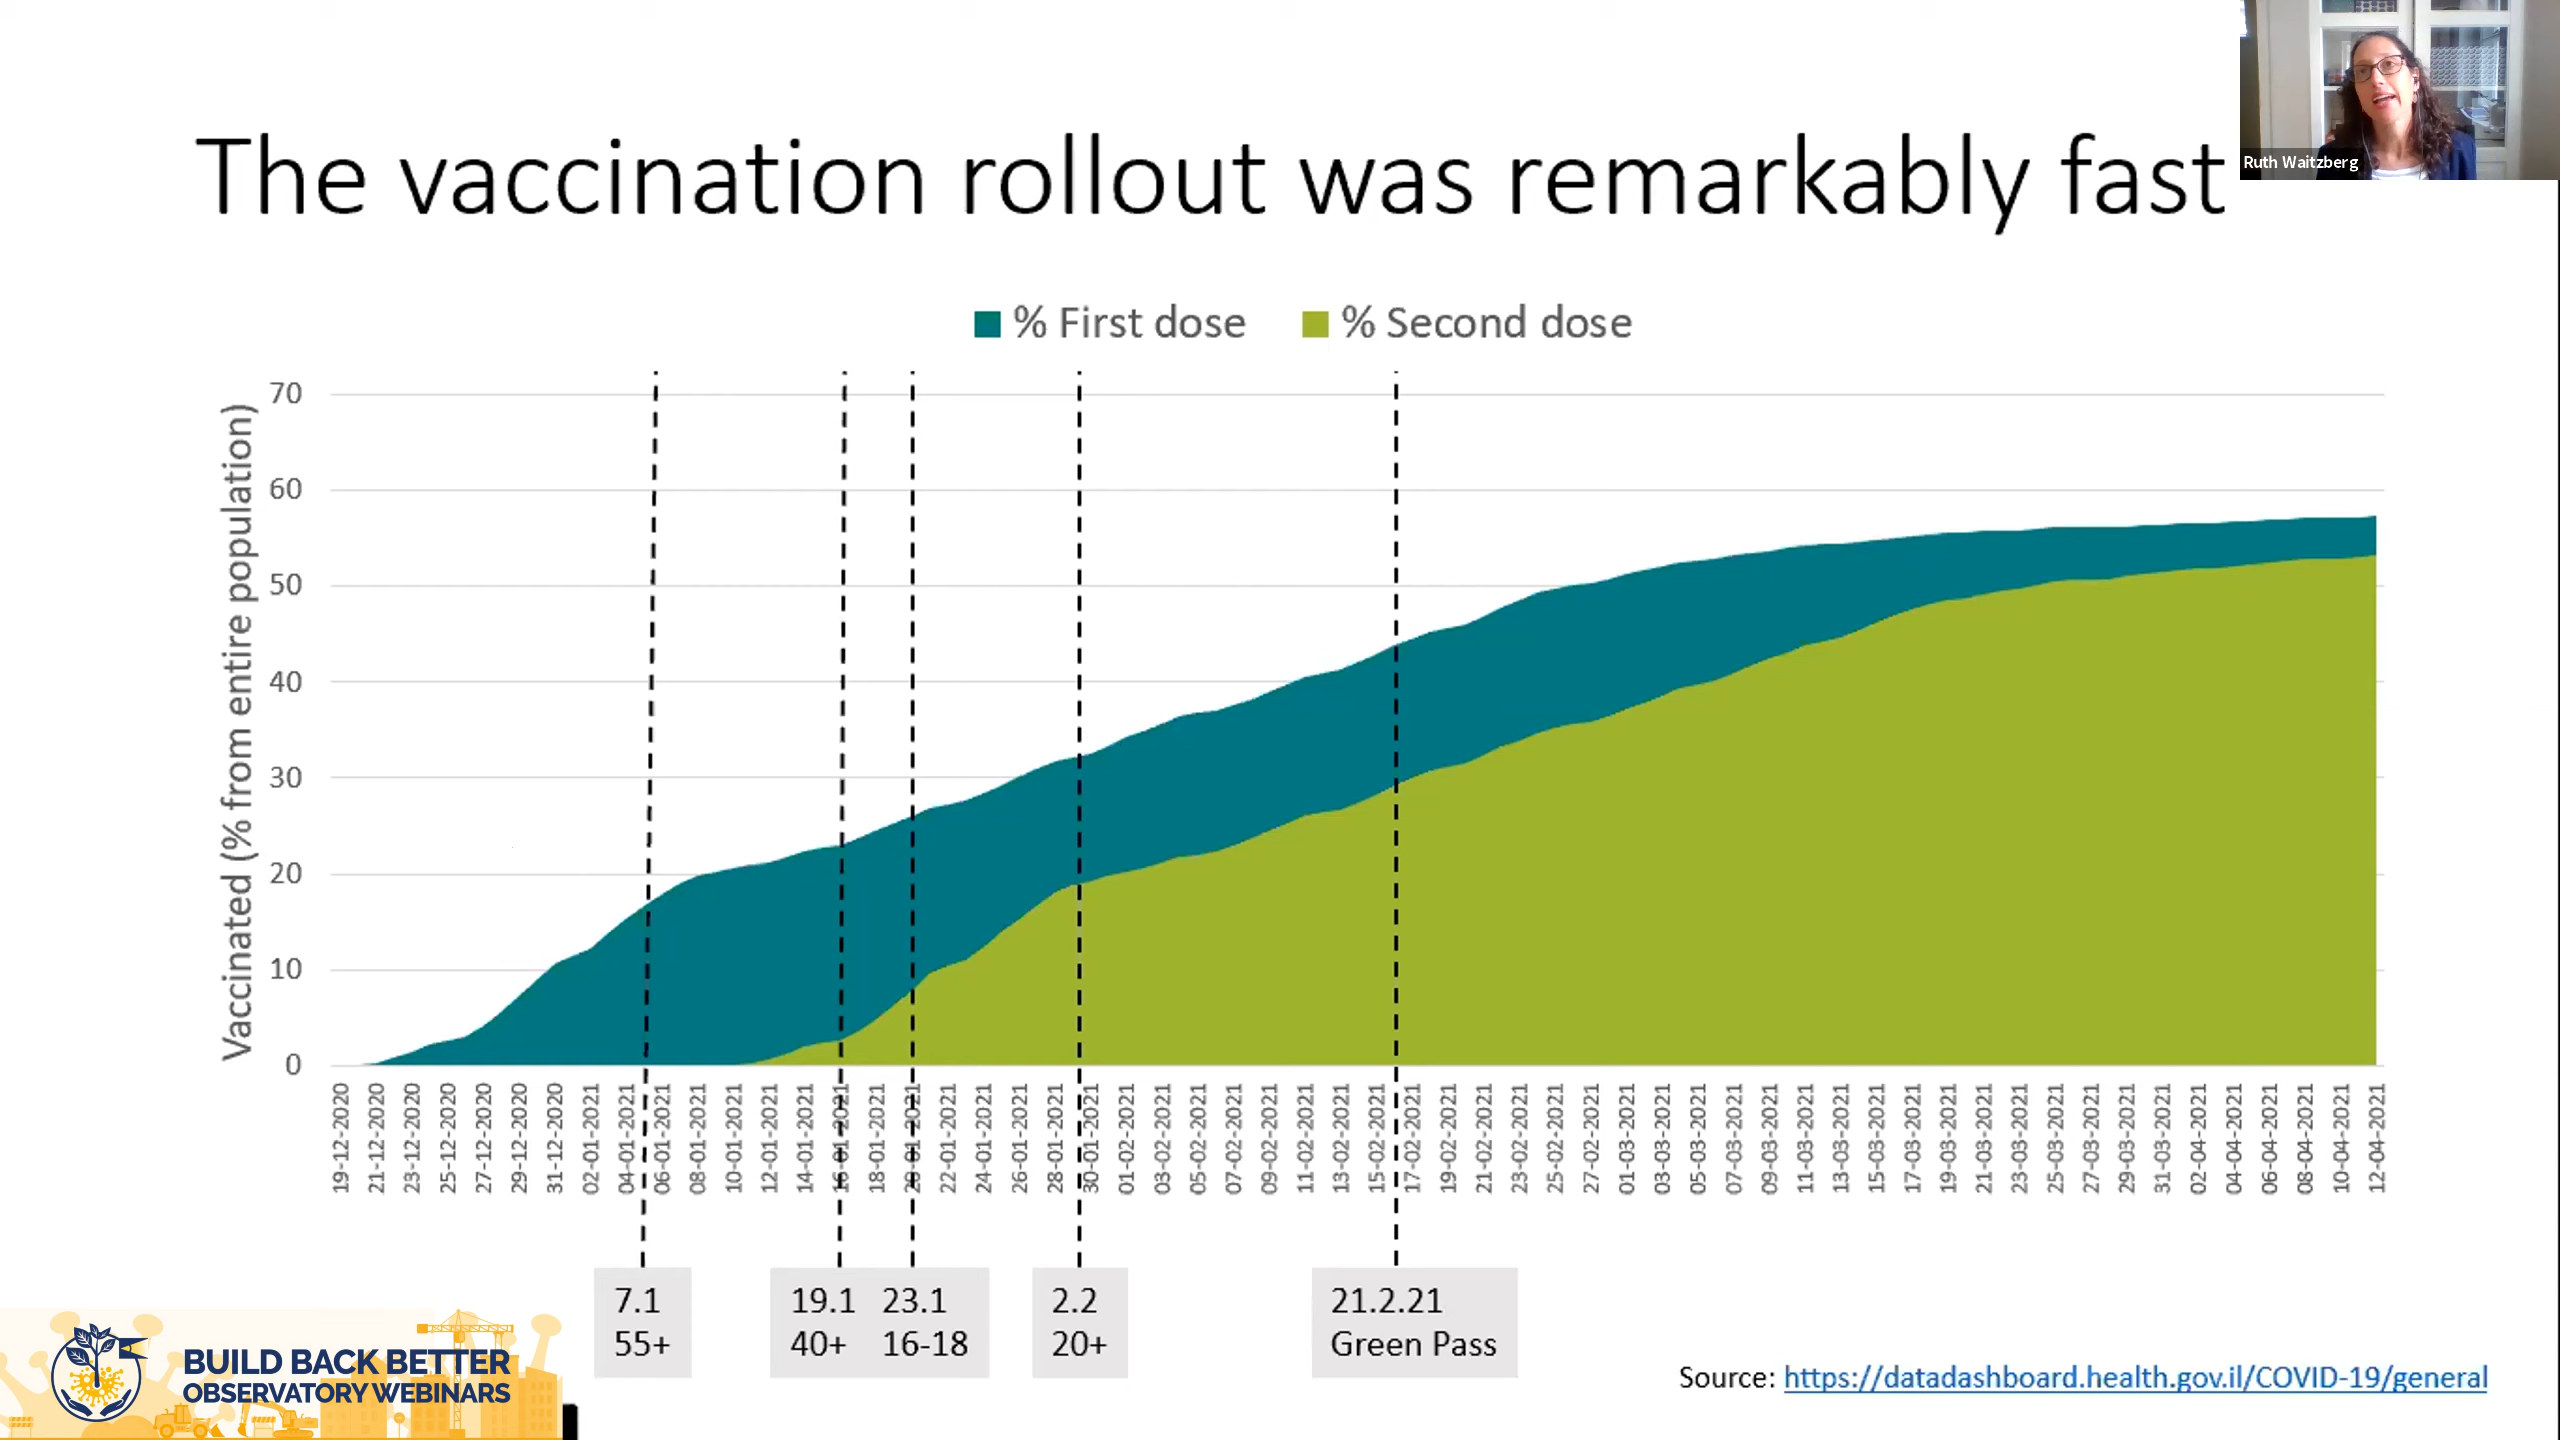 The vaccination rollout was remarkably fast
Ruth Waitzberg
% First dose % Second dose
Vaccinated (% from entire population)
70
60
50
40
30
20
10
0
19-12-2020 21-12-2020 23-12-2020 25-12-2020 27-12-2020 29-12-2020 31-12-2020 02-01-2021 04-01-2021 06-01-2021 08-01-2021 10-01-2021 12-01-2021 14-01-2021 16-01-2021 18-01-2021 20-01-2021 22-01-2021 24-01-2021 26-01-2021 28-01-2021 30-01-2021 01-02-2021 03-02-2021 05-02-2021 07-02-2021 09-02-2021 11-02-2021 13-02-2021 15-02-2021 17-02-2021 19-02-2021 21-02-2021 23-02-2021 25-02-2021 27-02-2021 01-03-2021 03-03-2021 05-03-2021 07-03-2021 09-03-2021 11-03-2021 13-03-2021 15-03-2021 17-03-2021 19-03-2021 21-03-2021 23-03-2021 25-03-2021 27-03-2021 29-03-2021 31-03-2021 02-04-2021 04-04-2021 06-04-2021 08-04-2021 10-04-2021 12-04-2021
7.1 19.1 23.1 2.2 21.2.21
55+ 40+ 16-18 20+ Green Pass
BUILD BACK BETTER
OBSERVATORY WEBINARS
Source: https://datadashboard.health.gov.il/COVID-19/general